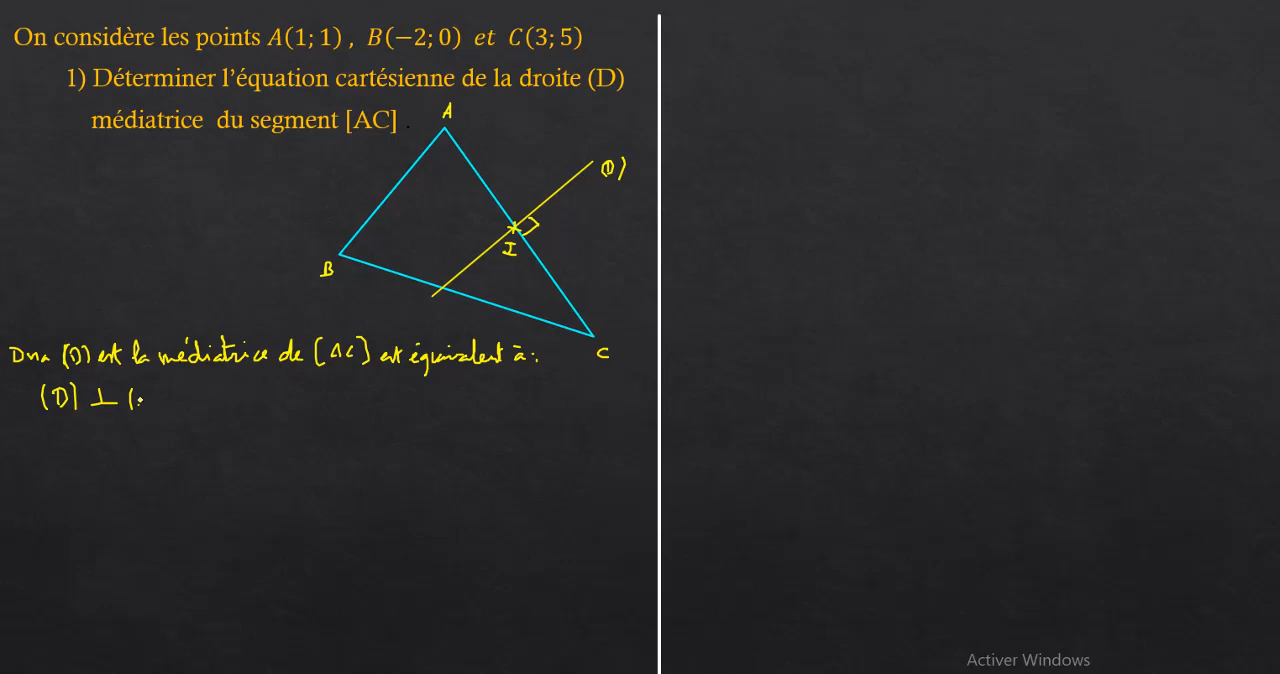 On considère les points A(1; 1) , B(−2; 0) et C(3; 5)
1) Déterminer l'équation cartésienne de la droite (D)
médiatrice du segment [AC] .
A
(D)
I
B
C
(D) est la médiatrice de [AC] est équivalent à :
(D) ⊥ (
Activer Windows